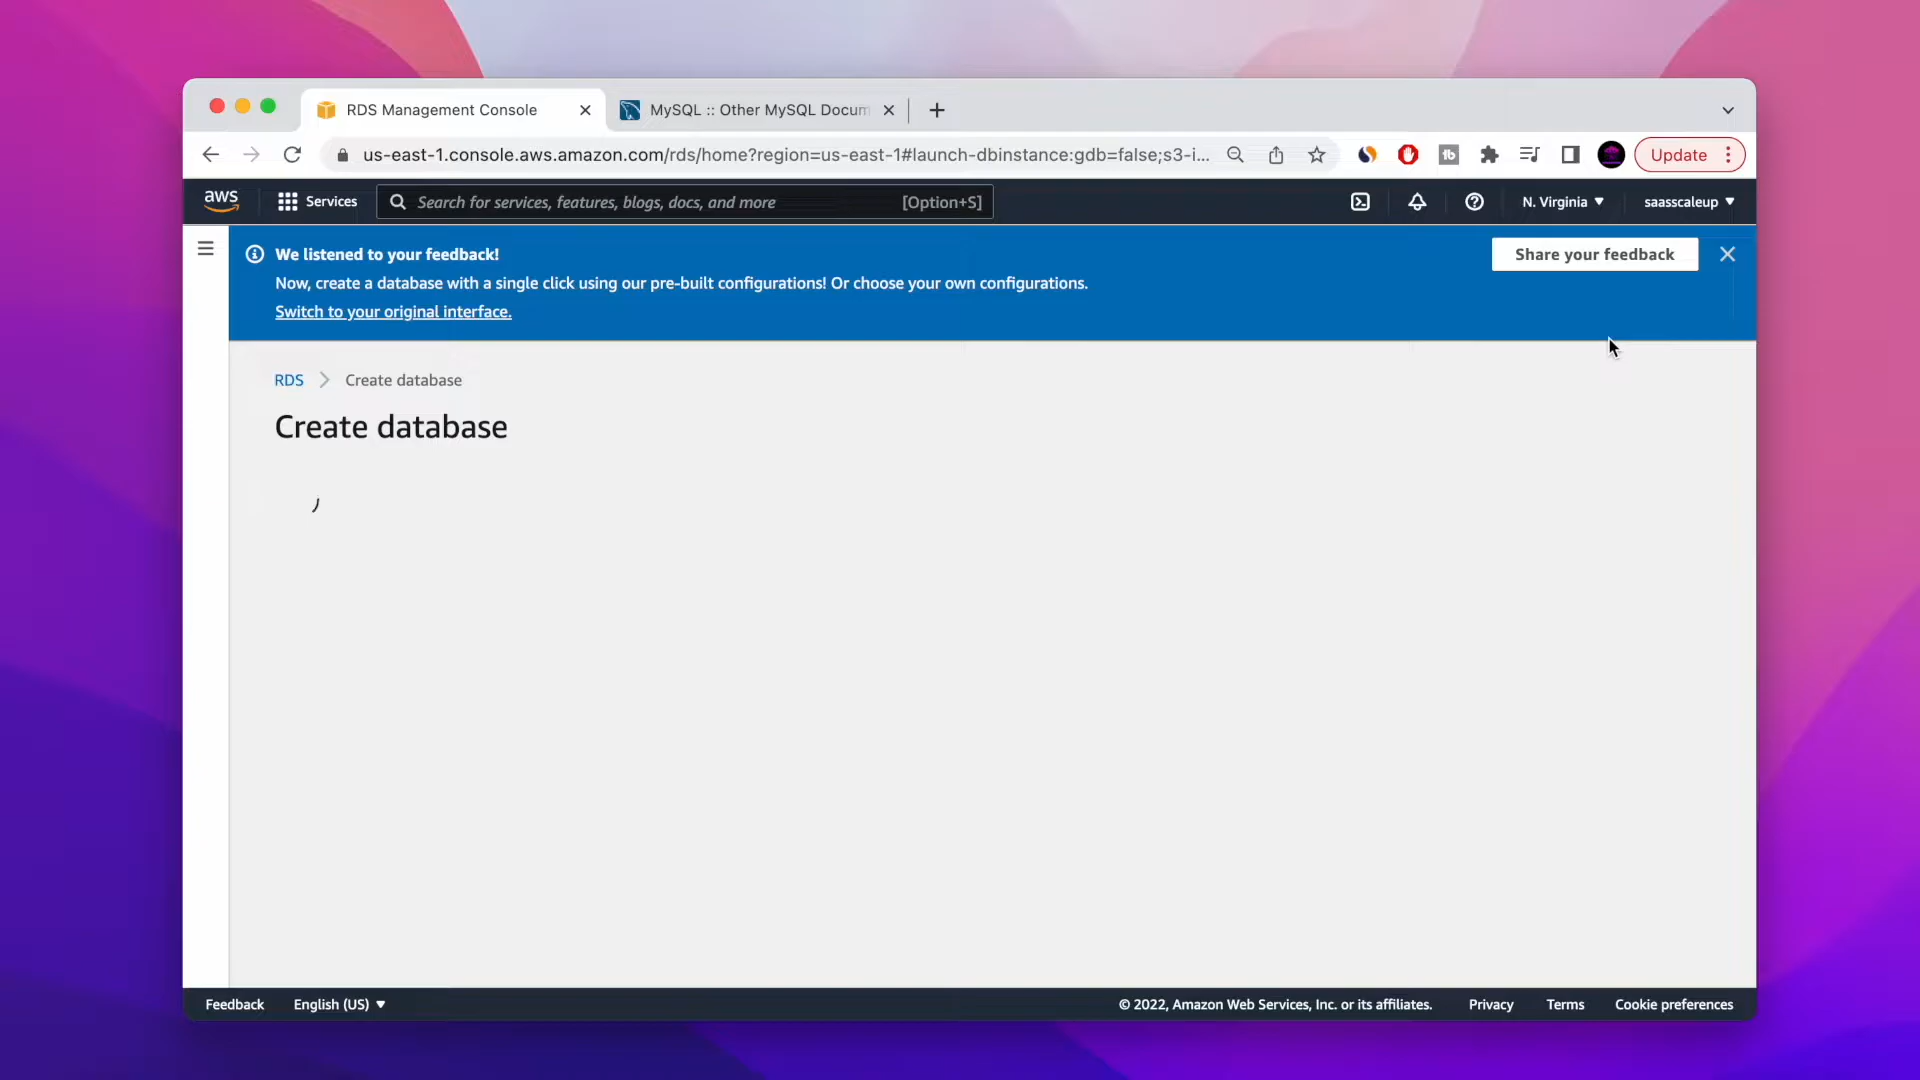 RDS Management Console
MySQL :: Other MySQL Docum
us-east-1.console.aws.amazon.com/rds/home?region=us-east-1#launch-dbinstance:gdb=false;s3-i...
tb
Update
aws
Services
Search for services, features, blogs, docs, and more
[Option+S]
N. Virginia
saasscaleup
We listened to your feedback!
Share your feedback
Now, create a database with a single click using our pre-built configurations! Or choose your own configurations.
Switch to your original interface.
RDS
Create database
Create database
Feedback
English (US)
© 2022, Amazon Web Services, Inc. or its affiliates.
Privacy
Terms
Cookie preferences